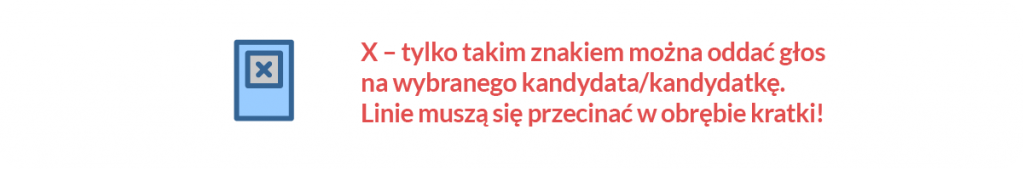 X – tylko takim znakiem można oddać głos
na wybranego kandydata/kandydatkę.
Linie muszą się przecinać w obrębie kratki!